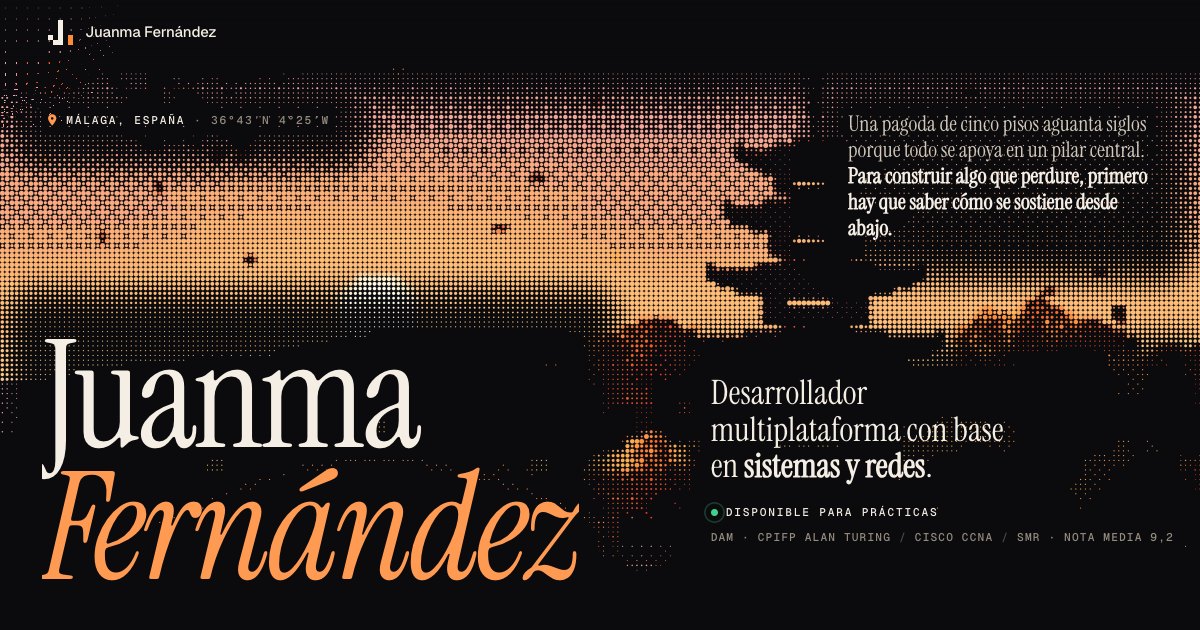 Juanma Fernández
MÁLAGA, ESPAÑA · 36°43′N 4°25′W
Una pagoda de cinco pisos aguanta siglos
porque todo se apoya en un pilar central.
Para construir algo que perdure, primero
hay que saber cómo se sostiene desde
abajo.
Juanma
Fernández
Desarrollador
multiplataforma con base
en sistemas y redes.
DISPONIBLE PARA PRÁCTICAS
DAM · CPIFP ALAN TURING / CISCO CCNA / SMR · NOTA MEDIA 9,2